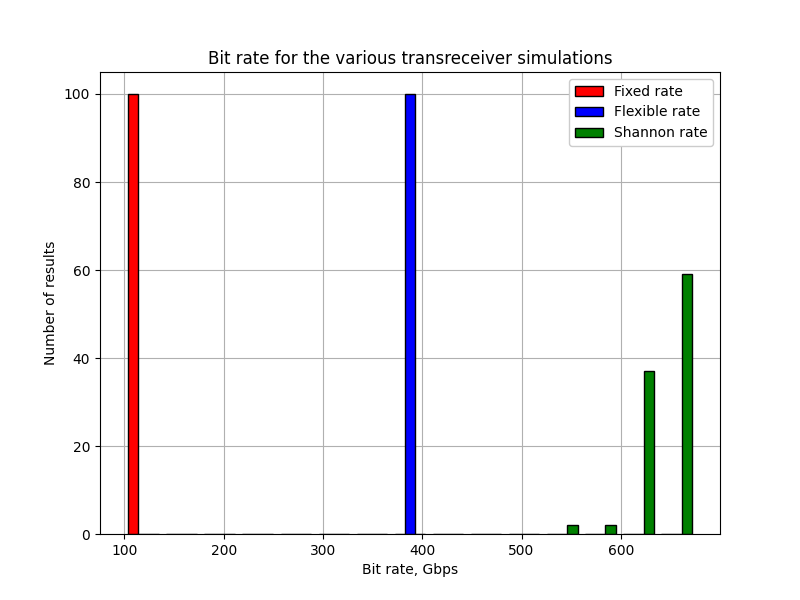 Bit rate for the various transreceiver simulations
Fixed rate
Flexible rate
Shannon rate
Number of results
100
80
60
40
20
0
100 200 300 400 500 600
Bit rate, Gbps